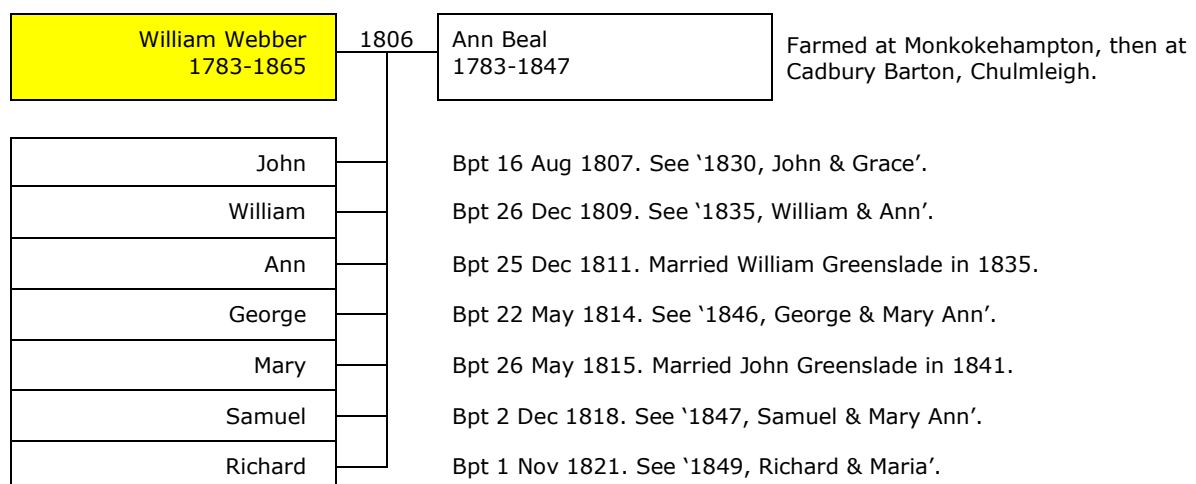 William Webber
1783-1865
1806
Ann Beal
1783-1847
Farmed at Monkokehampton, then at
Cadbury Barton, Chulmleigh.
John
Bpt 16 Aug 1807. See ‘1830, John & Grace’.
William
Bpt 26 Dec 1809. See ‘1835, William & Ann’.
Ann
Bpt 25 Dec 1811. Married William Greenslade in 1835.
George
Bpt 22 May 1814. See ‘1846, George & Mary Ann’.
Mary
Bpt 26 May 1815. Married John Greenslade in 1841.
Samuel
Bpt 2 Dec 1818. See ‘1847, Samuel & Mary Ann’.
Richard
Bpt 1 Nov 1821. See ‘1849, Richard & Maria’.